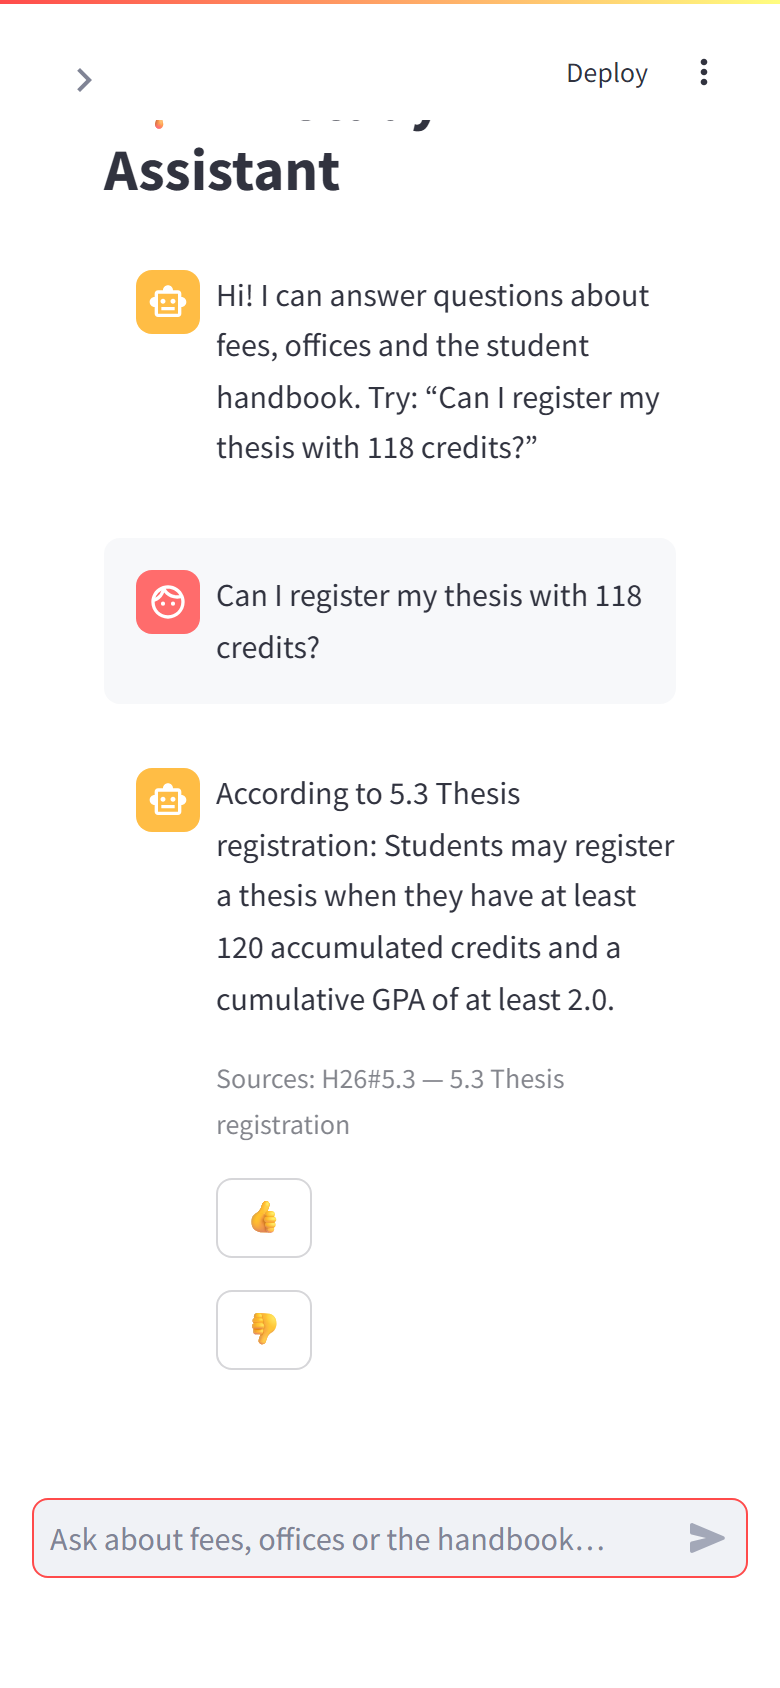 Deploy
Assistant
Hi! I can answer questions about
fees, offices and the student
handbook. Try: “Can I register my
thesis with 118 credits?”
Can I register my thesis with 118
credits?
According to 5.3 Thesis
registration: Students may register
a thesis when they have at least
120 accumulated credits and a
cumulative GPA of at least 2.0.
Sources: H26#5.3 — 5.3 Thesis
registration
Ask about fees, offices or the handbook…